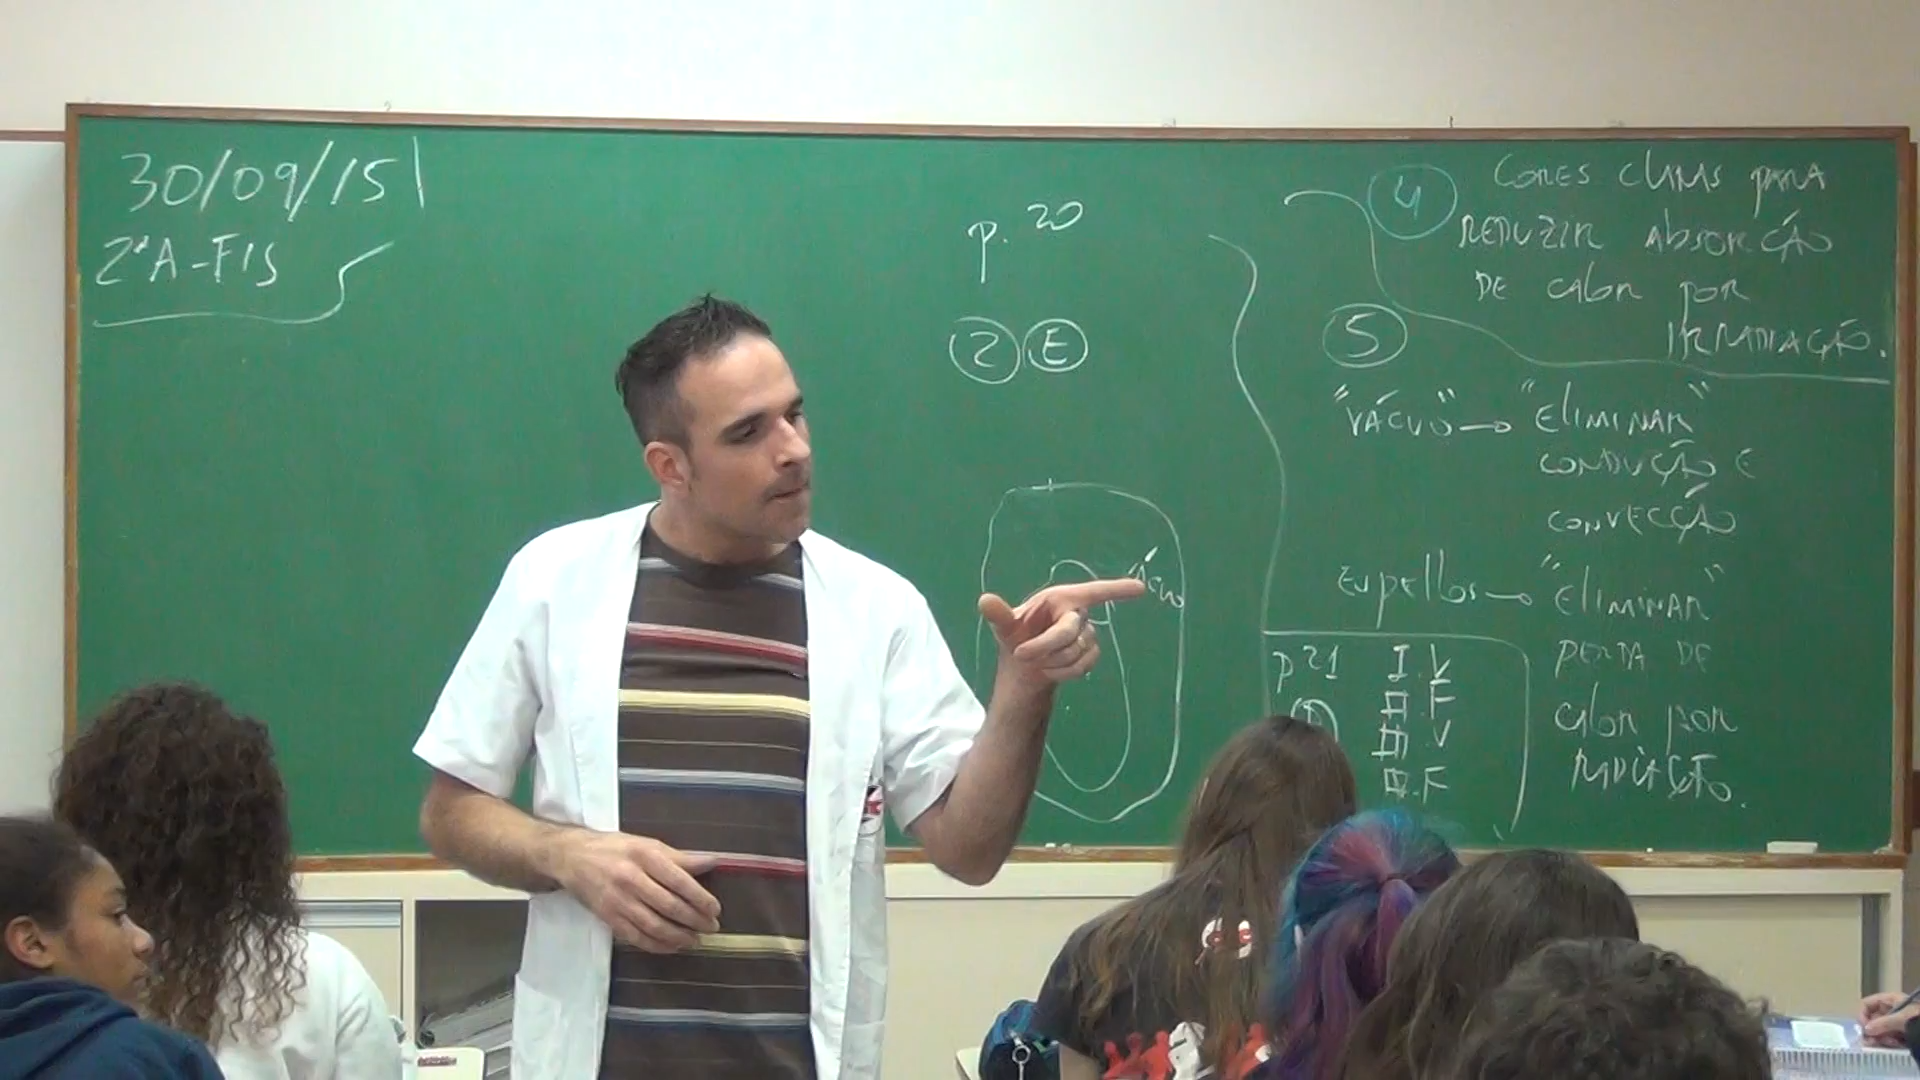 30/09/15
2ªA-FIS
p. 20
2 E
VÁCUO
4 CORES CLARAS PARA
REDUZIR ABSORÇÃO
DE CALOR POR
IRRADIAÇÃO.
5
"VÁCUO" → "ELIMINAR"
CONDUÇÃO E
CONVECÇÃO
ESPELHOS → "ELIMINAR"
PERDA DE
CALOR POR
RADIAÇÃO.
p 21 I. V
II. F
III. V
IV. F